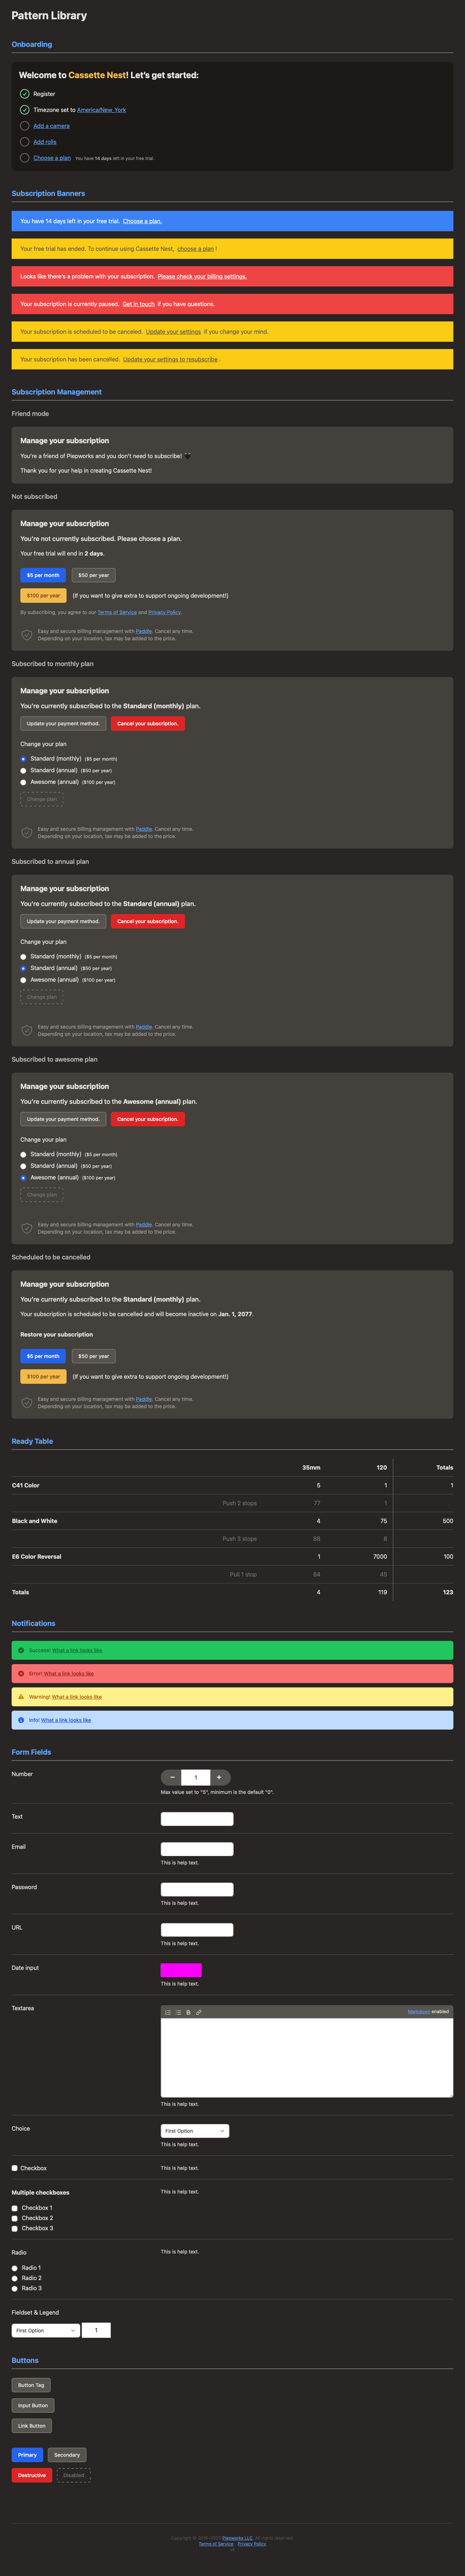 Pattern Library
Onboarding
Welcome to Cassette Nest! Let's get started:
Register
Timezone set to America/New_York
Add a camera
Add rolls
Choose a plan You have 14 days left in your free trial.
Subscription Banners
You have 14 days left in your free trial. Choose a plan.
Your free trial has ended. To continue using Cassette Nest, choose a plan !
Looks like there's a problem with your subscription. Please check your billing settings.
Your subscription is currently paused. Get in touch if you have questions.
Your subscription is scheduled to be canceled. Update your settings if you change your mind.
Your subscription has been cancelled. Update your settings to resubscribe .
Subscription Management
Friend mode
Manage your subscription
You're a friend of Piepworks and you don't need to subscribe! 🖤
Thank you for your help in creating Cassette Nest!
Not subscribed
Manage your subscription
You're not currently subscribed. Please choose a plan.
Your free trial will end in 2 days.
$5 per month $50 per year
$100 per year (If you want to give extra to support ongoing development!)
By subscribing, you agree to our Terms of Service and Privacy Policy.
Easy and secure billing management with Paddle. Cancel any time.
Depending on your location, tax may be added to the price.
Subscribed to monthly plan
Manage your subscription
You're currently subscribed to the Standard (monthly) plan.
Update your payment method. Cancel your subscription.
Change your plan
Standard (monthly) ($5 per month)
Standard (annual) ($50 per year)
Awesome (annual) ($100 per year)
Change plan
Easy and secure billing management with Paddle. Cancel any time.
Depending on your location, tax may be added to the price.
Subscribed to annual plan
Manage your subscription
You're currently subscribed to the Standard (annual) plan.
Update your payment method. Cancel your subscription.
Change your plan
Standard (monthly) ($5 per month)
Standard (annual) ($50 per year)
Awesome (annual) ($100 per year)
Change plan
Easy and secure billing management with Paddle. Cancel any time.
Depending on your location, tax may be added to the price.
Subscribed to awesome plan
Manage your subscription
You're currently subscribed to the Awesome (annual) plan.
Update your payment method. Cancel your subscription.
Change your plan
Standard (monthly) ($5 per month)
Standard (annual) ($50 per year)
Awesome (annual) ($100 per year)
Change plan
Easy and secure billing management with Paddle. Cancel any time.
Depending on your location, tax may be added to the price.
Scheduled to be cancelled
Manage your subscription
You're currently subscribed to the Standard (monthly) plan.
Your subscription is scheduled to be cancelled and will become inactive on Jan. 1, 2077.
Restore your subscription
$5 per month $50 per year
$100 per year (If you want to give extra to support ongoing development!)
Easy and secure billing management with Paddle. Cancel any time.
Depending on your location, tax may be added to the price.
Ready Table
35mm 120 Totals
C41 Color 5 1 1
Push 2 stops 77 1
Black and White 4 75 500
Push 3 stops 88 8
E6 Color Reversal 1 7000 100
Pull 1 stop 64 45
Totals 4 119 123
Notifications
Success! What a link looks like
Error! What a link looks like
Warning! What a link looks like
Info! What a link looks like
Form Fields
Number − 1 +
Max value set to "5", minimum is the default "0".
Text
Email
This is help text.
Password
This is help text.
URL
This is help text.
Date input
This is help text.
Textarea B Markdown enabled
This is help text.
Choice First Option
This is help text.
Checkbox This is help text.
Multiple checkboxes This is help text.
Checkbox 1
Checkbox 2
Checkbox 3
Radio This is help text.
Radio 1
Radio 2
Radio 3
Fieldset & Legend
First Option 1
Buttons
Button Tag
Input Button
Link Button
Primary Secondary
Destructive Disabled
Piepworks LLC. All rights reserved.
Terms of Service Privacy Policy